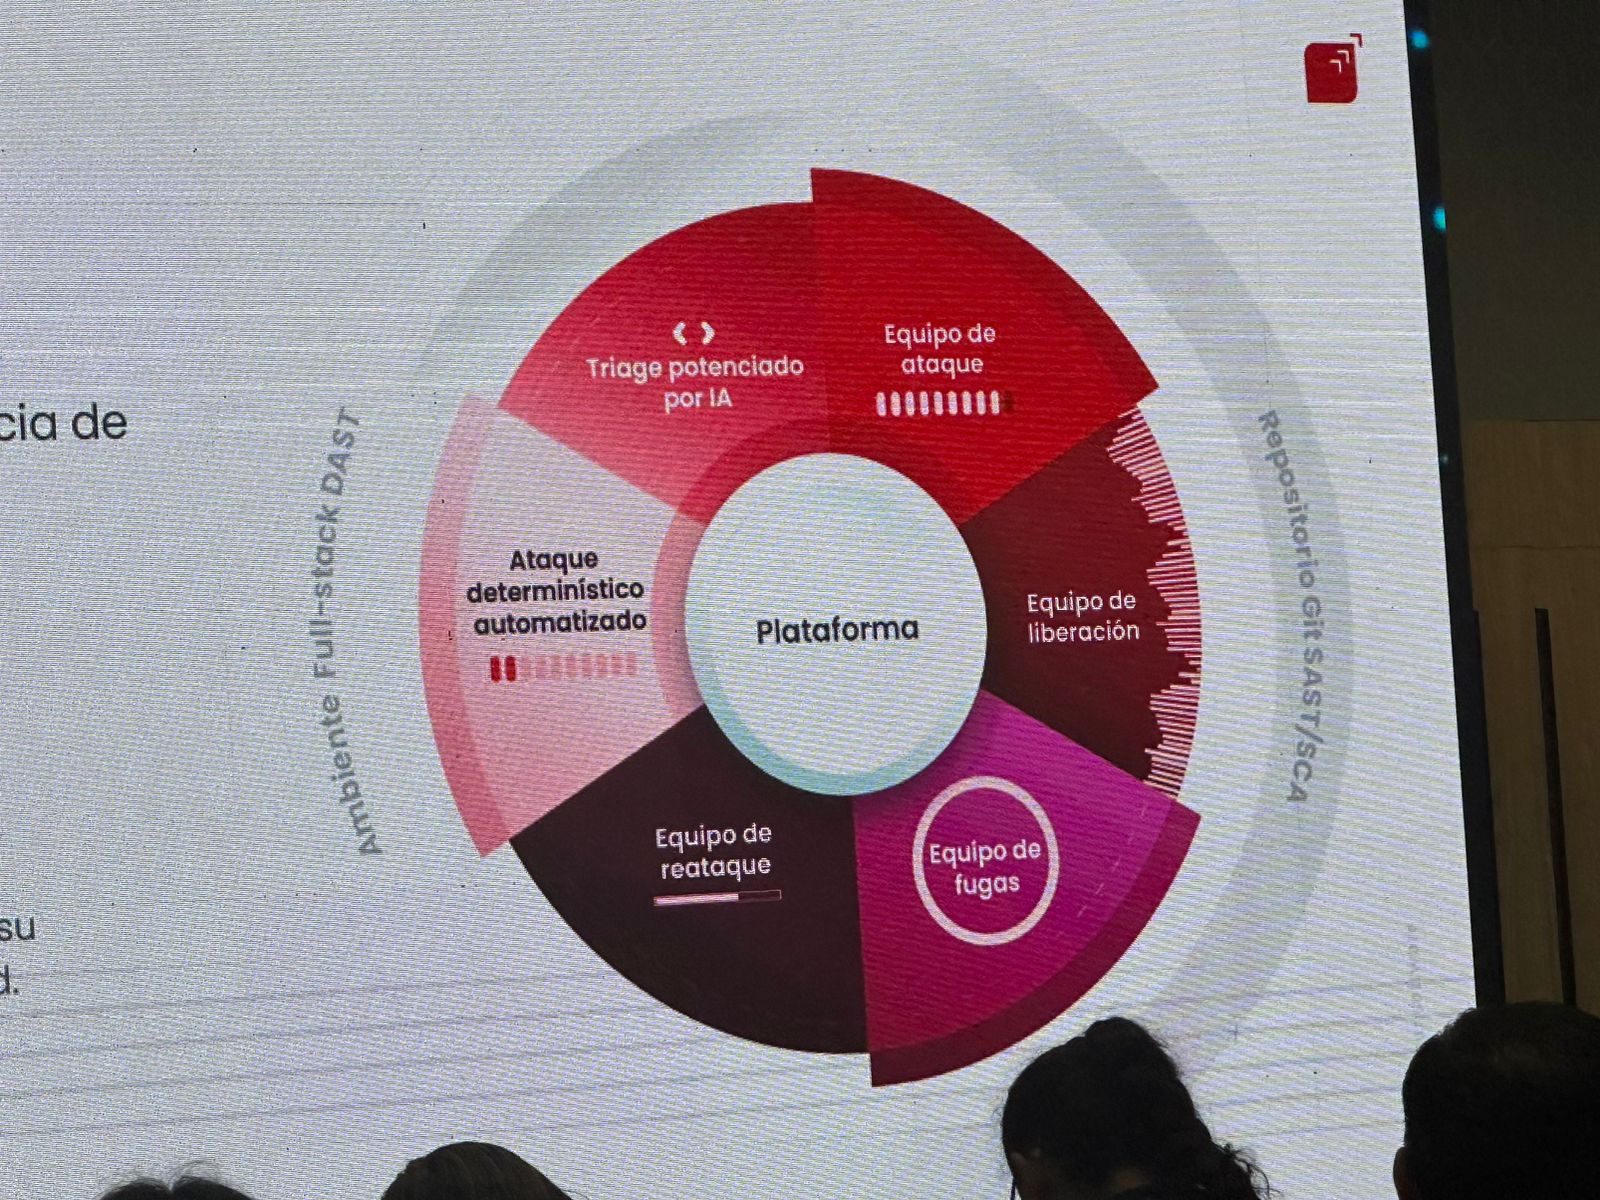 cia de
su
d.
Ambiente Full-stack DAST
Triage potenciado
por IA
Equipo de
ataque
Ataque
determinístico
automatizado
Plataforma
Equipo de
liberación
Equipo de
reataque
Equipo de
fugas
Repositorio Git SAST/SCA